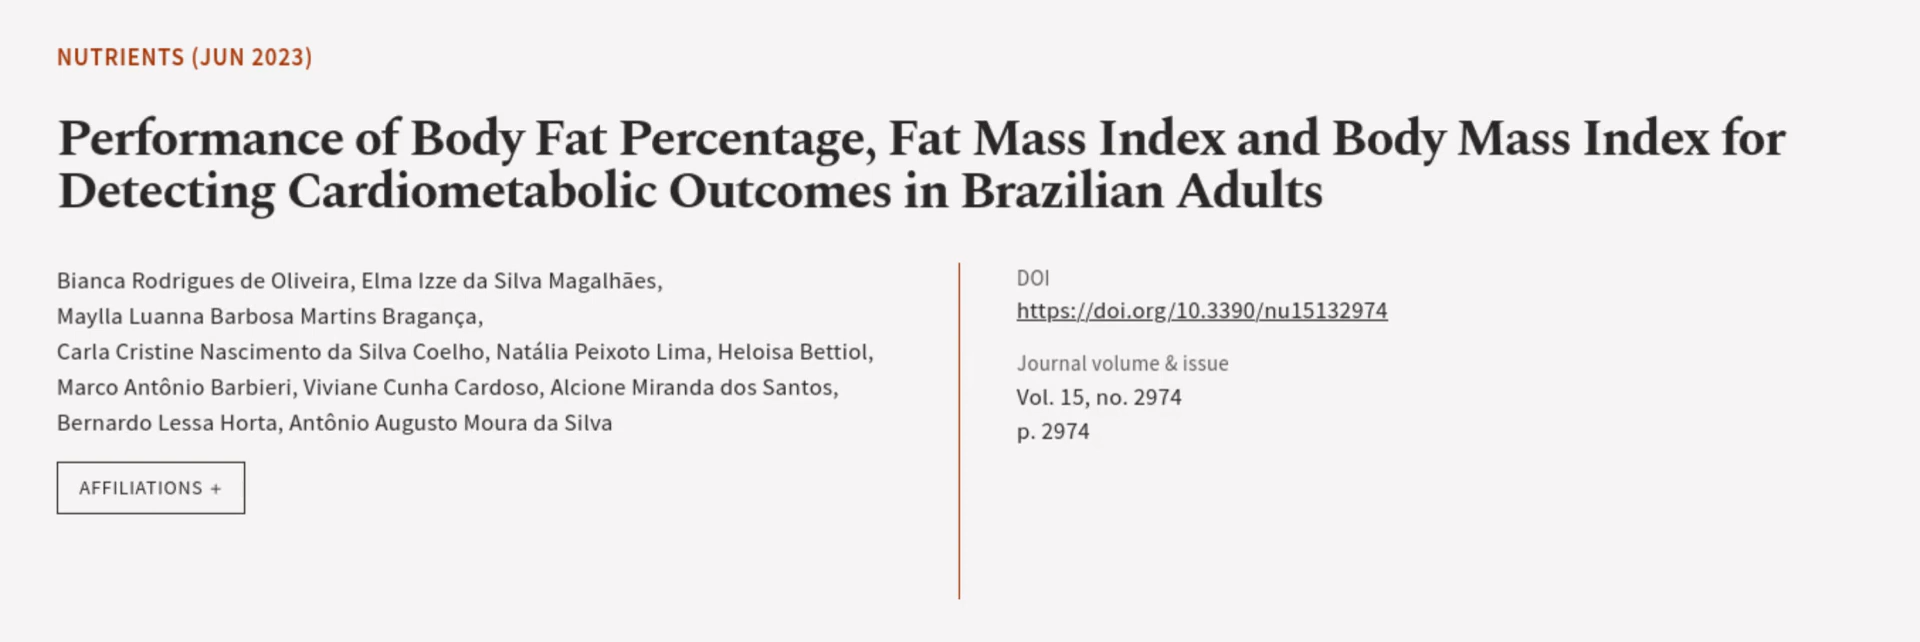 NUTRIENTS (JUN 2023)
Performance of Body Fat Percentage, Fat Mass Index and Body Mass Index for
Detecting Cardiometabolic Outcomes in Brazilian Adults
Bianca Rodrigues de Oliveira, Elma Izze da Silva Magalhães,
Maylla Luanna Barbosa Martins Bragança,
Carla Cristine Nascimento da Silva Coelho, Natália Peixoto Lima, Heloisa Bettiol,
Marco Antônio Barbieri, Viviane Cunha Cardoso, Alcione Miranda dos Santos,
Bernardo Lessa Horta, Antônio Augusto Moura da Silva
AFFILIATIONS +
DOI
https://doi.org/10.3390/nu15132974
Journal volume & issue
Vol. 15, no. 2974
p. 2974